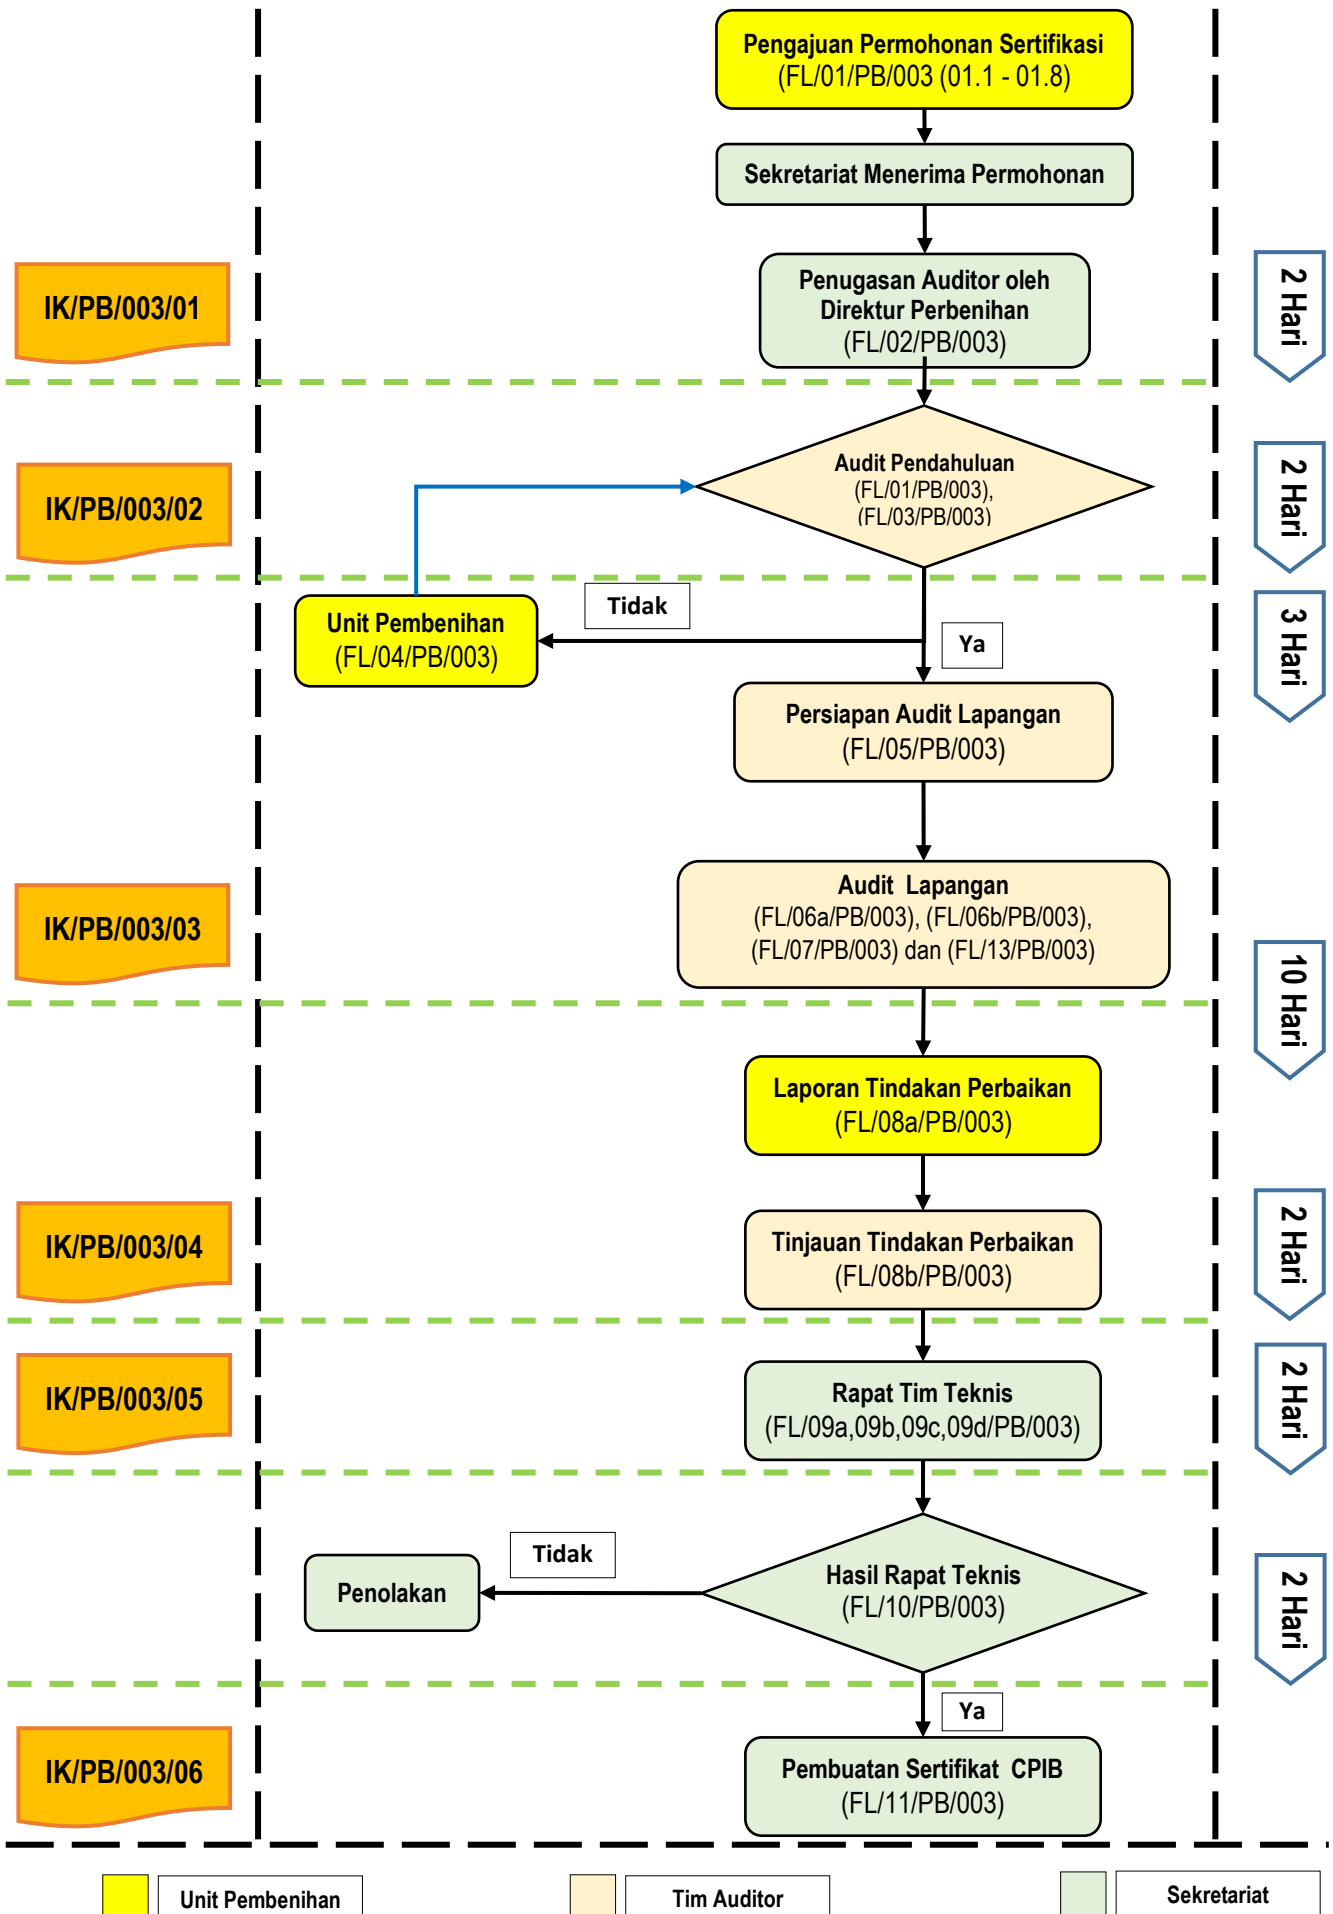 Pengajuan Permohonan Sertifikasi
(FL/01/PB/003 (01.1 - 01.8)
Sekretariat Menerima Permohonan
IK/PB/003/01
Penugasan Auditor oleh
Direktur Perbenihan
(FL/02/PB/003)
2 Hari
IK/PB/003/02
Audit Pendahuluan
(FL/01/PB/003),
(FL/03/PB/003)
2 Hari
Tidak
Unit Pembenihan
(FL/04/PB/003)
Ya
3 Hari
Persiapan Audit Lapangan
(FL/05/PB/003)
IK/PB/003/03
Audit  Lapangan
(FL/06a/PB/003), (FL/06b/PB/003),
(FL/07/PB/003) dan (FL/13/PB/003)
10 Hari
Laporan Tindakan Perbaikan
(FL/08a/PB/003)
IK/PB/003/04
Tinjauan Tindakan Perbaikan
(FL/08b/PB/003)
2 Hari
IK/PB/003/05
Rapat Tim Teknis
(FL/09a,09b,09c,09d/PB/003)
2 Hari
Tidak
Penolakan
Hasil Rapat Teknis
(FL/10/PB/003)
2 Hari
Ya
IK/PB/003/06
Pembuatan Sertifikat  CPIB
(FL/11/PB/003)
Unit Pembenihan
Tim Auditor
Sekretariat